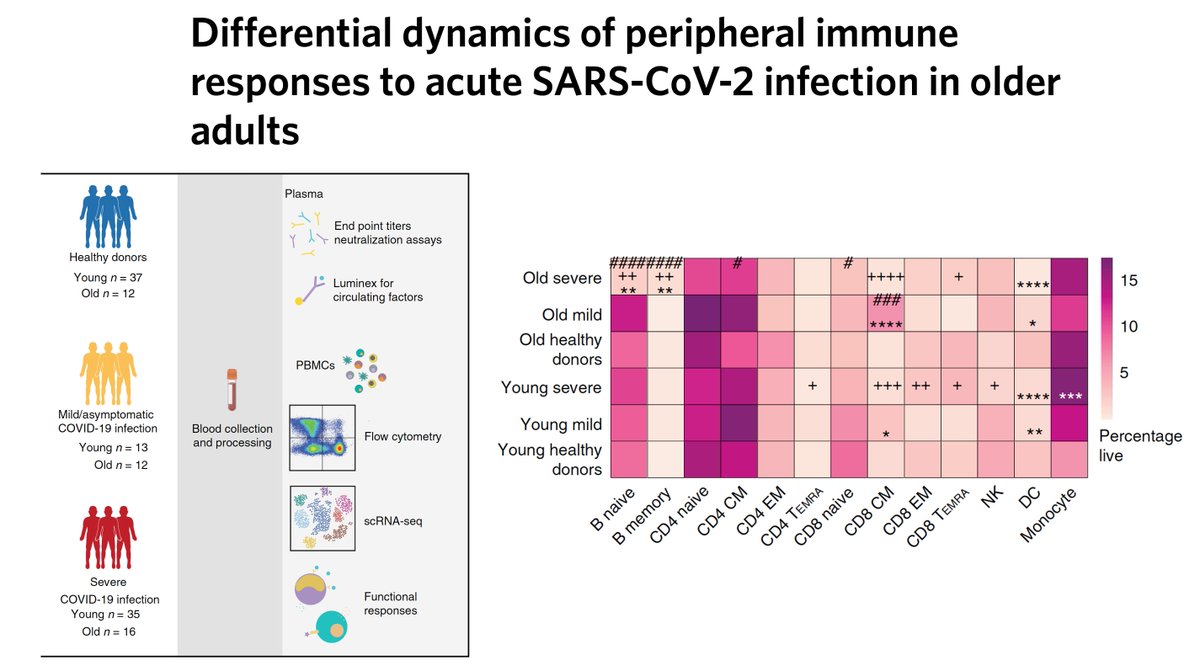 Differential dynamics of peripheral immune
responses to acute SARS-CoV-2 infection in older
adults
Healthy donors
Young n = 37
Old n = 12
Mild/asymptomatic
COVID-19 infection
Young n = 13
Old n = 12
Severe
COVID-19 infection
Young n = 35
Old n = 16
Blood collection
and processing
Plasma
End point titers
neutralization assays
Luminex for
circulating factors
PBMCs
Flow cytometry
scRNA-seq
Functional
responses
Old severe
#### #### # # ++++ + ****
++ ++
** **
Old mild
###
**** *
Old healthy
donors
Young severe
+ +++ ++ + + **** ***
Young mild
* **
Young healthy
donors
B naive
B memory
CD4 naive
CD4 CM
CD4 EM
CD4 TEMRA
CD8 naive
CD8 CM
CD8 EM
CD8 TEMRA
NK
DC
Monocyte
15
10
5
Percentage
live